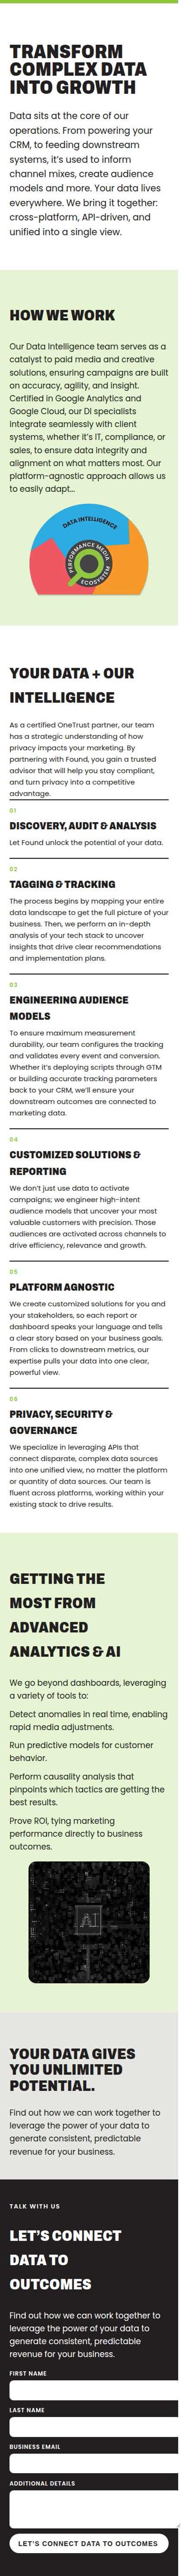 TRANSFORM
COMPLEX DATA
INTO GROWTH
Data sits at the core of our
operations. From powering your
CRM, to feeding downstream
systems, it's used to inform
channel mixes, create audience
models and more. Your data lives
everywhere. We bring it together:
cross-platform, API-driven, and
unified into a single view.
HOW WE WORK
Our Data Intelligence team serves as a
catalyst to paid media and creative
solutions, ensuring campaigns are built
on accuracy, agility, and insight.
Certified in Google Analytics and
Google Cloud, our DI specialists
integrate seamlessly with client
systems, whether it's IT, compliance, or
sales, to ensure data integrity and
alignment on what matters most. Our
platform-agnostic approach allows us
to easily adapt...
DATA INTELLIGENCE
PERFORMANCE MEDIA
ECOSYSTEM
YOUR DATA + OUR
INTELLIGENCE
As a certified OneTrust partner, our team
has a strategic understanding of how
privacy impacts your marketing. By
partnering with Found, you gain a trusted
advisor that will help you stay compliant,
and turn privacy into a competitive
advantage.
01
DISCOVERY, AUDIT & ANALYSIS
Let Found unlock the potential of your data.
02
TAGGING & TRACKING
The process begins by mapping your entire
data landscape to get the full picture of your
business. Then, we perform an in-depth
analysis of your tech stack to uncover
insights that drive clear recommendations
and implementation plans.
03
ENGINEERING AUDIENCE
MODELS
To ensure maximum measurement
durability, our team configures the tracking
and validates every event and conversion.
Whether it's deploying scripts through GTM
or building accurate tracking parameters
back to your CRM, we'll ensure your
downstream outcomes are connected to
marketing data.
04
CUSTOMIZED SOLUTIONS &
REPORTING
We don't just use data to activate
campaigns; we engineer high-intent
audience models that uncover your most
valuable customers with precision. Those
audiences are activated across channels to
drive efficiency, relevance and growth.
05
PLATFORM AGNOSTIC
We create customized solutions for you and
your stakeholders, so each report or
dashboard speaks your language and tells
a clear story based on your business goals.
From clicks to downstream metrics, our
expertise pulls your data into one clear,
powerful view.
06
PRIVACY, SECURITY &
GOVERNANCE
We specialize in leveraging APIs that
connect disparate, complex data sources
into one unified view, no matter the platform
or quantity of data sources. Our team is
fluent across platforms, working within your
existing stack to drive results.
GETTING THE
MOST FROM
ADVANCED
ANALYTICS & AI
We go beyond dashboards, leveraging
a variety of tools to:
Detect anomalies in real time, enabling
rapid media adjustments.
Run predictive models for customer
behavior.
Perform causality analysis that
pinpoints which tactics are getting the
best results.
Prove ROI, tying marketing
performance directly to business
outcomes.
AI
YOUR DATA GIVES
YOU UNLIMITED
POTENTIAL.
Find out how we can work together to
leverage the power of your data to
generate consistent, predictable
revenue for your business.
TALK WITH US
LET'S CONNECT
DATA TO
OUTCOMES
Find out how we can work together to
leverage the power of your data to
generate consistent, predictable
revenue for your business.
FIRST NAME
LAST NAME
BUSINESS EMAIL
ADDITIONAL DETAILS
LET'S CONNECT DATA TO OUTCOMES